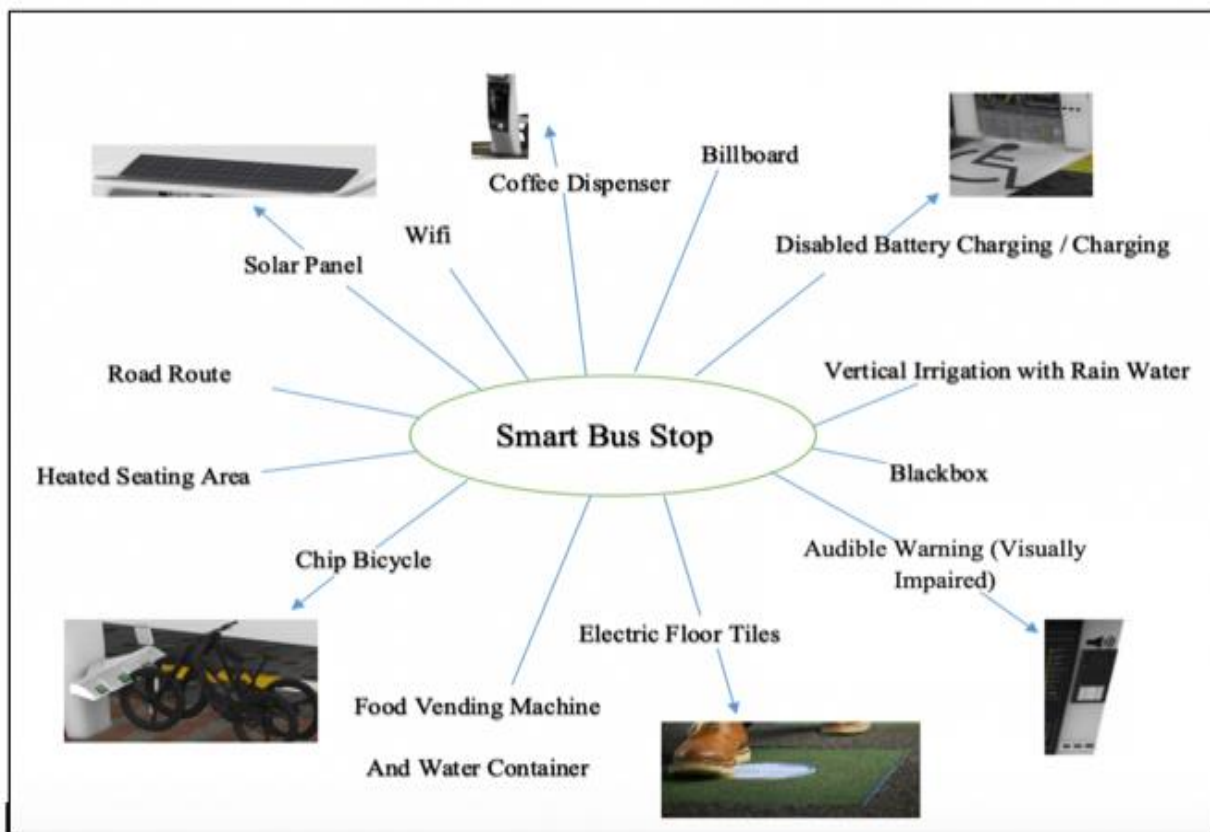 Billboard
Coffee Dispenser
Wifi
Disabled Battery Charging / Charging
Solar Panel
Road Route
Vertical Irrigation with Rain Water
Smart Bus Stop
Heated Seating Area
Blackbox
Chip Bicycle
Audible Warning (Visually
Impaired)
Electric Floor Tiles
Food Vending Machine
And Water Container